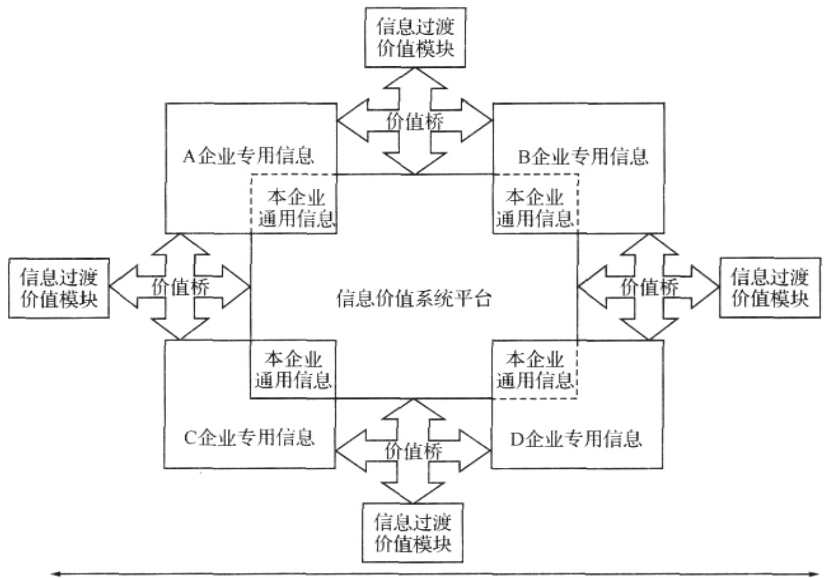 信息过渡
价值模块
价值桥
A企业专用信息
B企业专用信息
本企业
通用信息
本企业
通用信息
信息过渡
价值模块
价值桥
信息价值系统平台
价值桥
信息过渡
价值模块
本企业
通用信息
本企业
通用信息
C企业专用信息
价值桥
D企业专用信息
信息过渡
价值模块